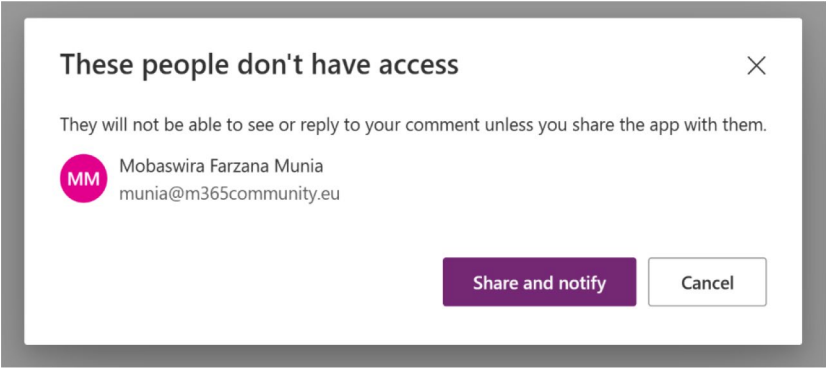 These people don't have access
They will not be able to see or reply to your comment unless you share the app with them.
MM
Mobaswira Farzana Munia
munia@m365community.eu
Share and notify
Cancel